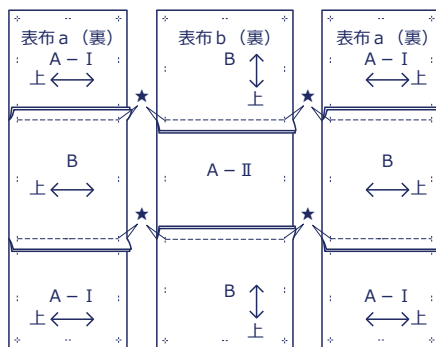 表布a（裏） 表布b（裏） 表布a（裏）
A－Ⅰ B A－Ⅰ
上 上 上
★ ★
B A－Ⅱ B
上 上
★ ★
A－Ⅰ B A－Ⅰ
上 上 上